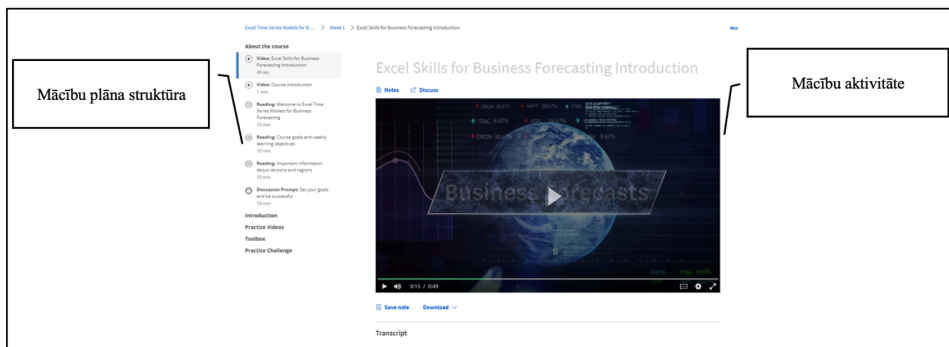 Excel Time Series Models for B... > Week 1 > Excel Skills for Business Forecasting Introduction
Nex
About the course
Video: Excel Skills for Business
Forecasting Introduction
49 sec
Video: Course introduction
1 min
Reading: Welcome to Excel Time
Series Models for Business
Forecasting
10 min
Reading: Course goals and weekly
learning objectives
10 min
Reading: Important information
about versions and regions
10 min
Discussion Prompt: Set your goals
and be successful
15 min
Introduction
Practice Videos
Toolbox
Practice Challenge
Mācību plāna struktūra
Excel Skills for Business Forecasting Introduction
Notes
Discuss
Business Forecasts
0:15 / 0:49
Save note
Download
Transcript
Mācību aktivitāte